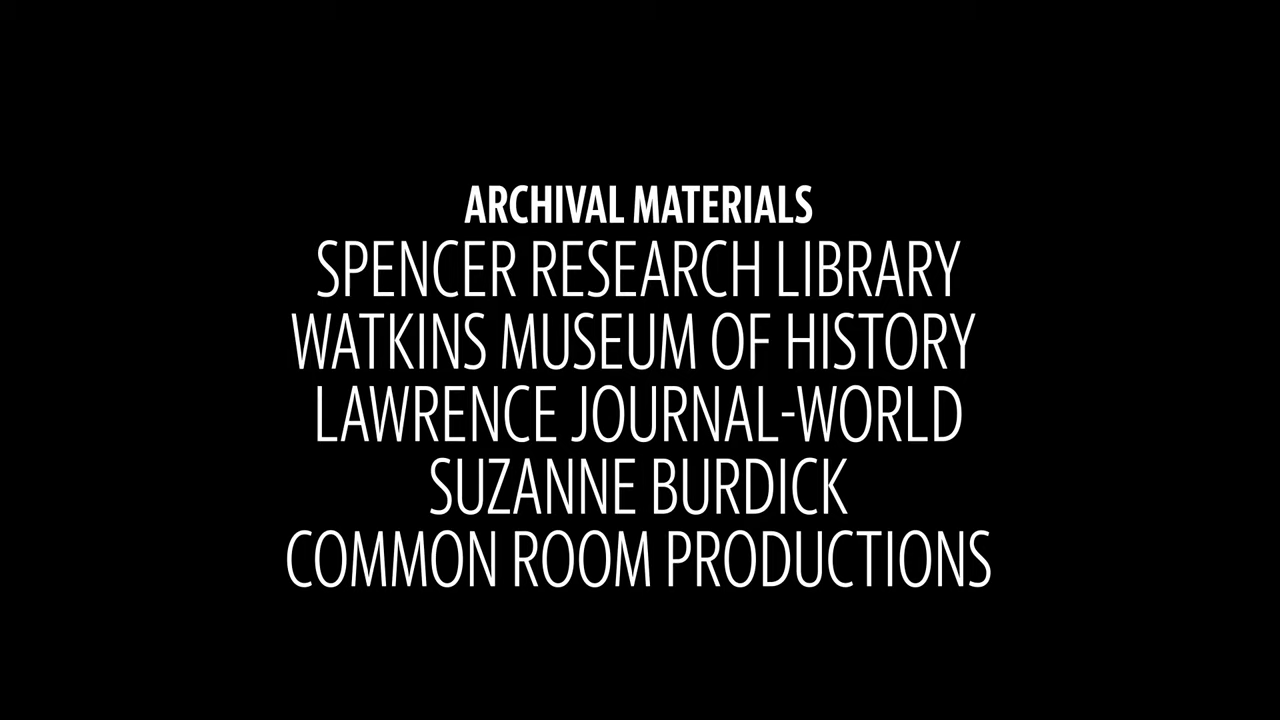 ARCHIVAL MATERIALS
SPENCER RESEARCH LIBRARY
WATKINS MUSEUM OF HISTORY
LAWRENCE JOURNAL-WORLD
SUZANNE BURDICK
COMMON ROOM PRODUCTIONS